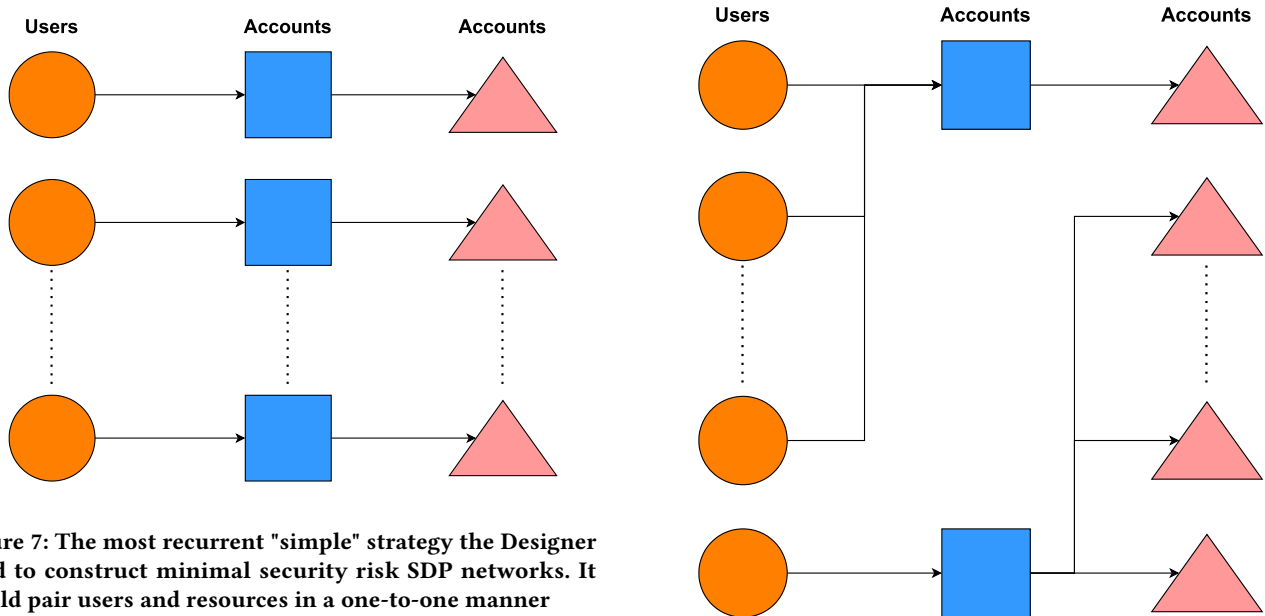 Users Accounts Accounts
Users Accounts Accounts
ure 7: The most recurrent "simple" strategy the Designer
d to construct minimal security risk SDP networks. It
ld pair users and resources in a one-to-one manner